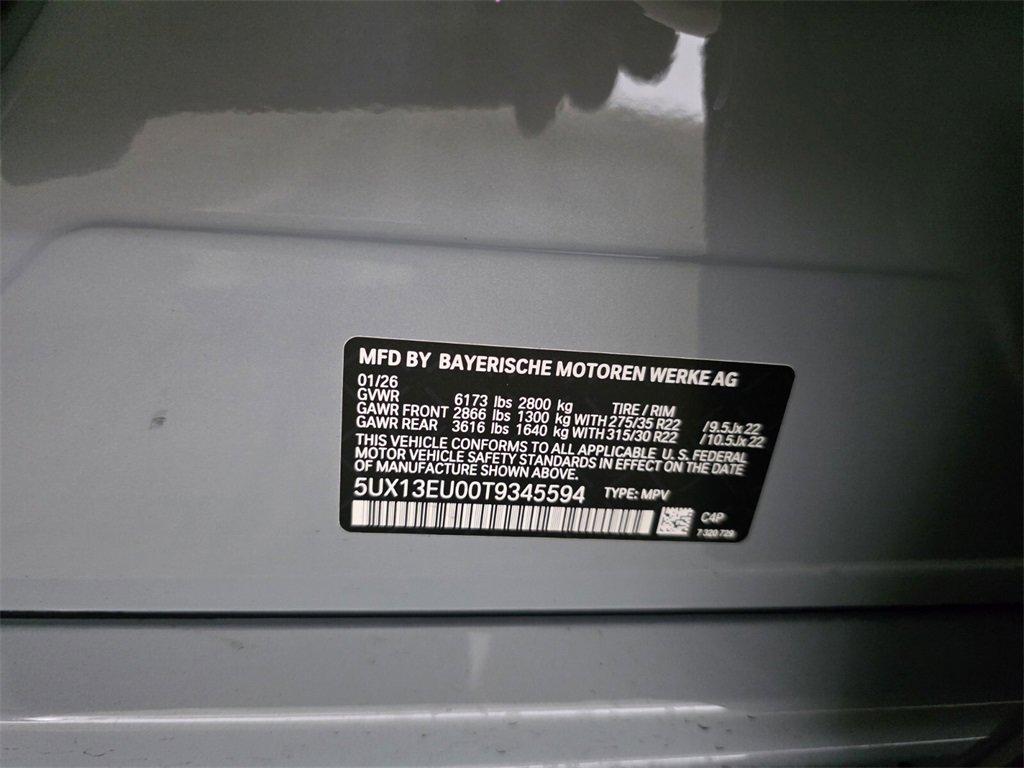 MFD BY BAYERISCHE MOTOREN WERKE AG
01/26
GVWR 6173 lbs 2800 kg TIRE / RIM
GAWR FRONT 2866 lbs 1300 kg WITH 275/35 R22 /9.5Jx22
GAWR REAR 3616 lbs 1640 kg WITH 315/30 R22 /10.5Jx22
THIS VEHICLE CONFORMS TO ALL APPLICABLE U.S. FEDERAL
MOTOR VEHICLE SAFETY STANDARDS IN EFFECT ON THE DATE
OF MANUFACTURE SHOWN ABOVE.
5UX13EU00T9345594 TYPE: MPV
C4P
7 320 729